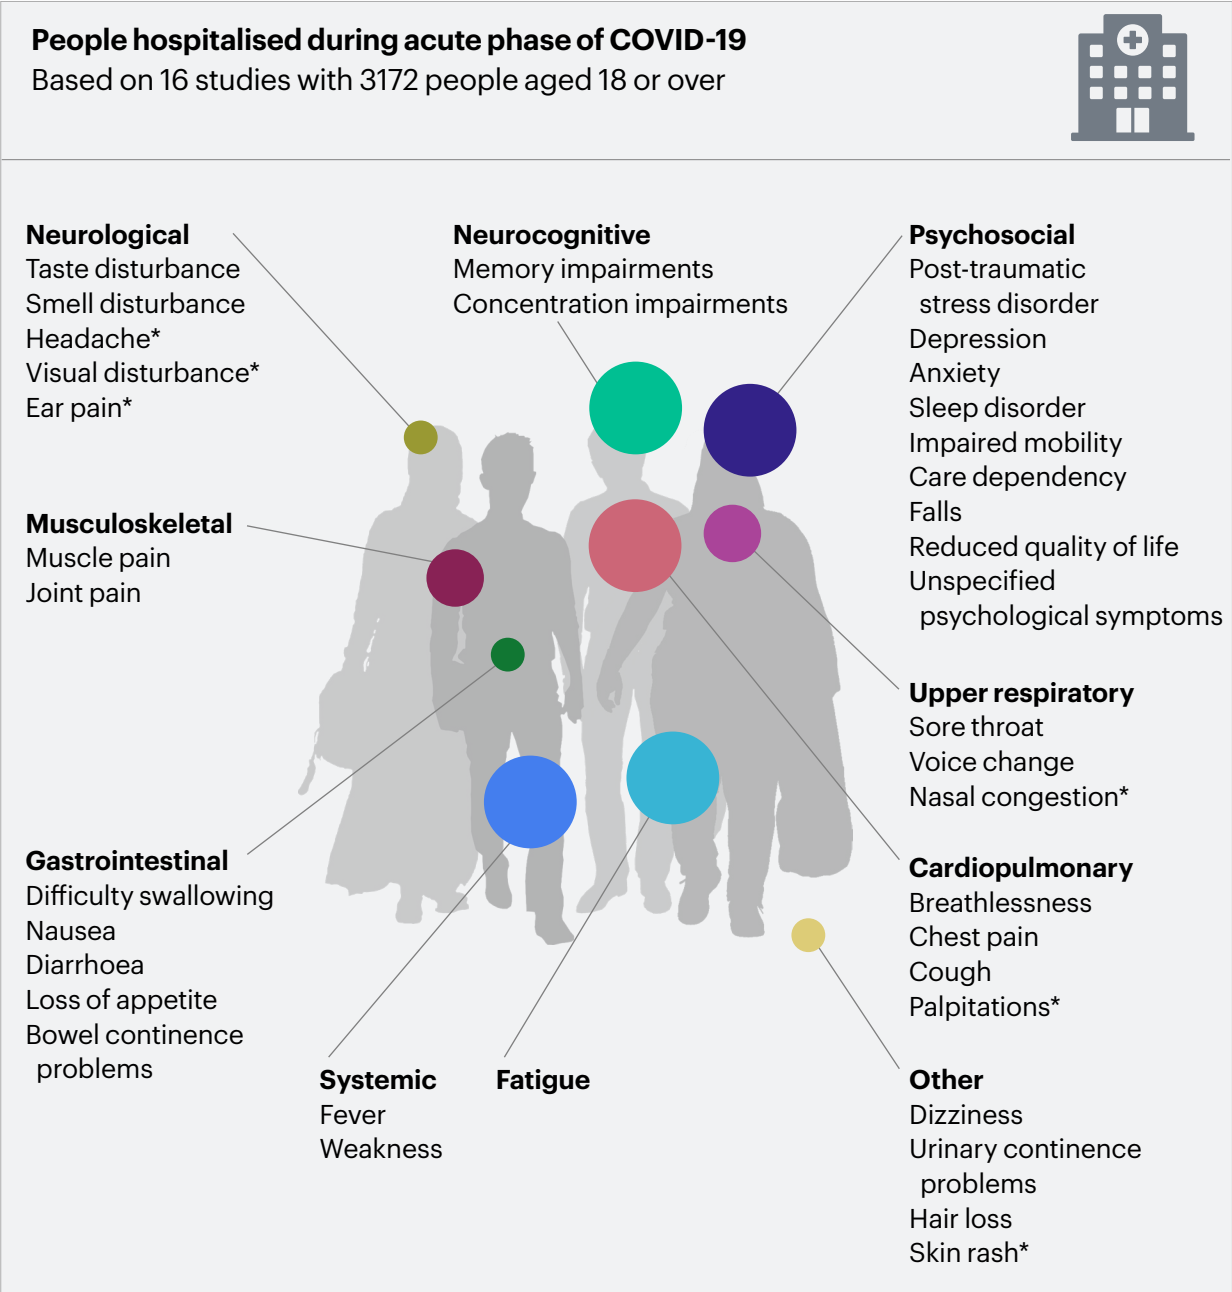 People hospitalised during acute phase of COVID-19
Based on 16 studies with 3172 people aged 18 or over
Neurological
Taste disturbance
Smell disturbance
Headache*
Visual disturbance*
Ear pain*
Neurocognitive
Memory impairments
Concentration impairments
Psychosocial
Post-traumatic
stress disorder
Depression
Anxiety
Sleep disorder
Impaired mobility
Care dependency
Falls
Reduced quality of life
Unspecified
psychological symptoms
Musculoskeletal
Muscle pain
Joint pain
Upper respiratory
Sore throat
Voice change
Nasal congestion*
Gastrointestinal
Difficulty swallowing
Nausea
Diarrhoea
Loss of appetite
Bowel continence
problems
Cardiopulmonary
Breathlessness
Chest pain
Cough
Palpitations*
Systemic
Fever
Weakness
Fatigue
Other
Dizziness
Urinary continence
problems
Hair loss
Skin rash*